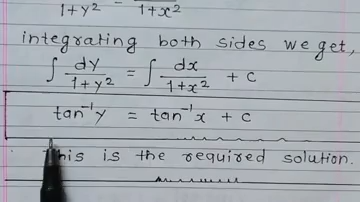 1+y² = 1+x²
integrating both sides we get,
∫ dy/1+y² = ∫ dx/1+x² + c
tan⁻¹y = tan⁻¹x + c
This is the required solution.